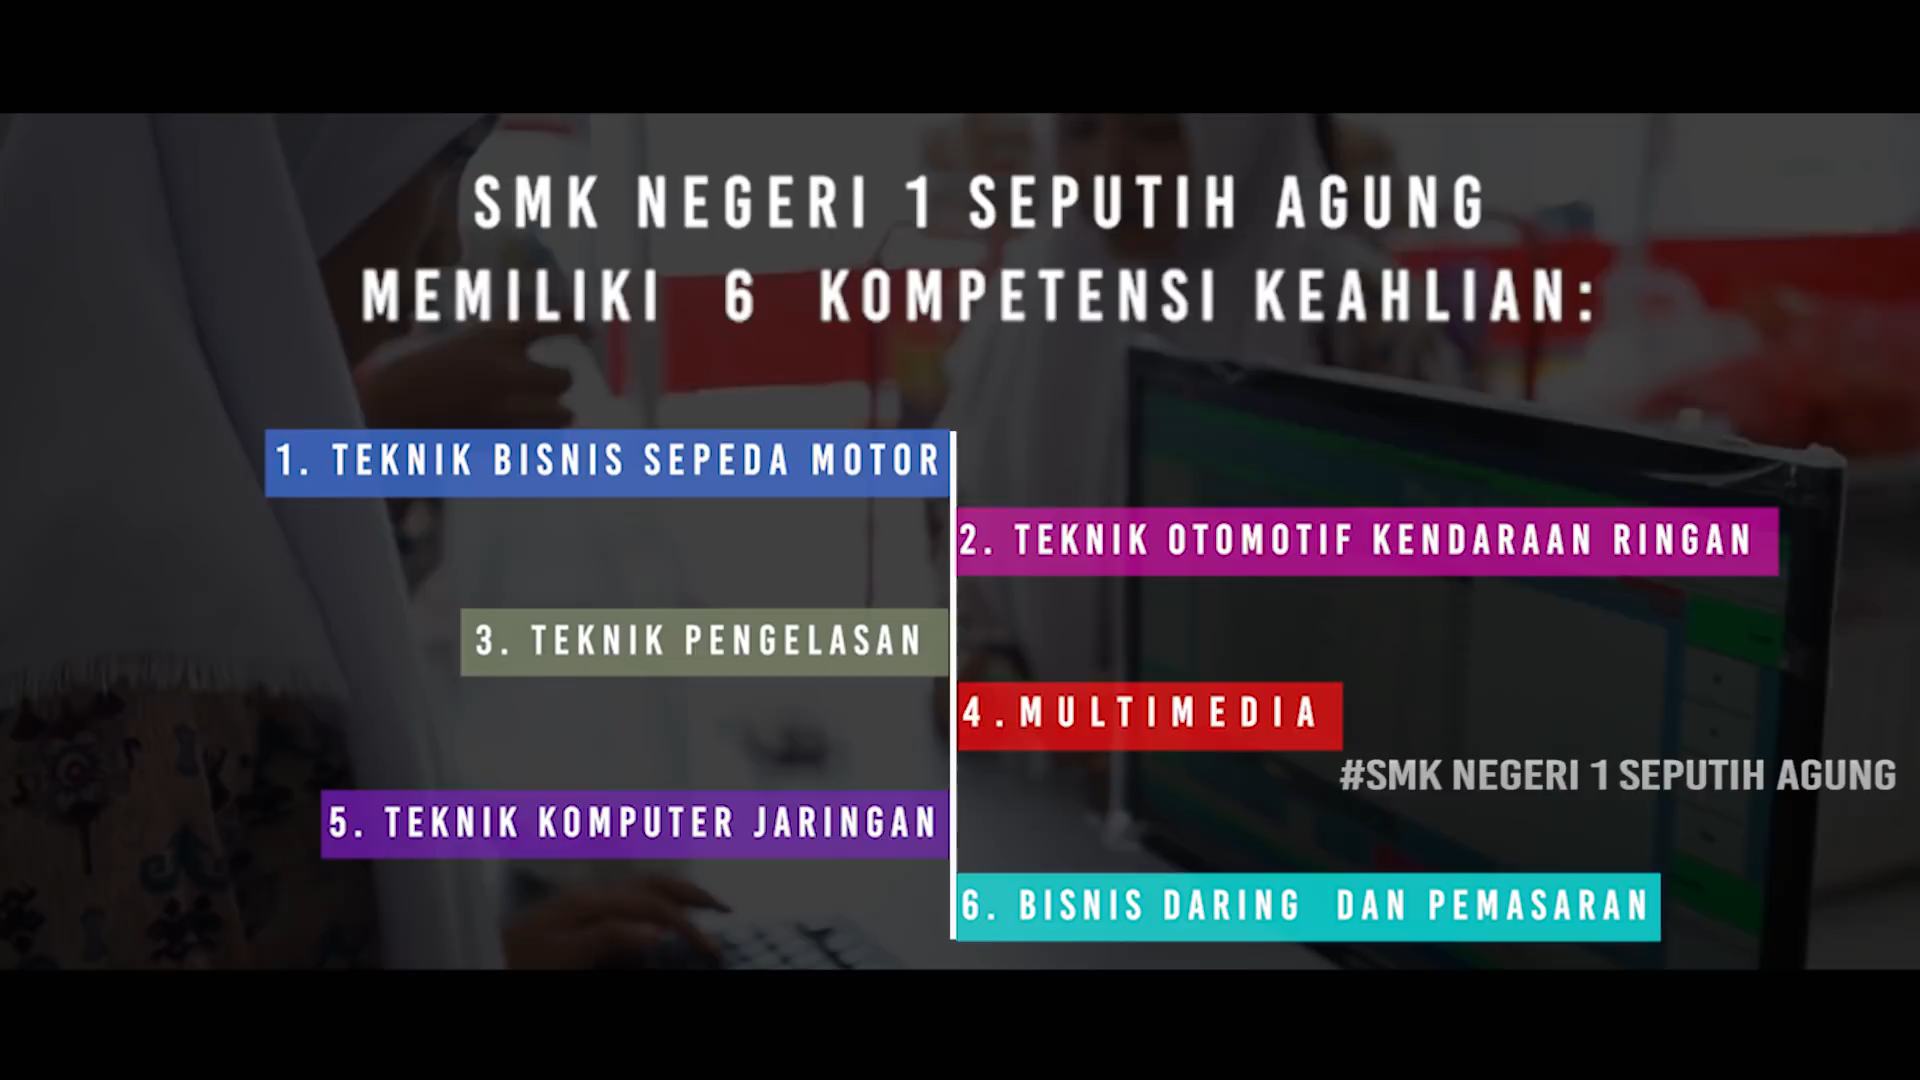 SMK NEGERI 1 SEPUTIH AGUNG
MEMILIKI 6 KOMPETENSI KEAHLIAN:
1. TEKNIK BISNIS SEPEDA MOTOR
2. TEKNIK OTOMOTIF KENDARAAN RINGAN
3. TEKNIK PENGELASAN
4.MULTIMEDIA
#SMK NEGERI 1 SEPUTIH AGUNG
5. TEKNIK KOMPUTER JARINGAN
6. BISNIS DARING DAN PEMASARAN